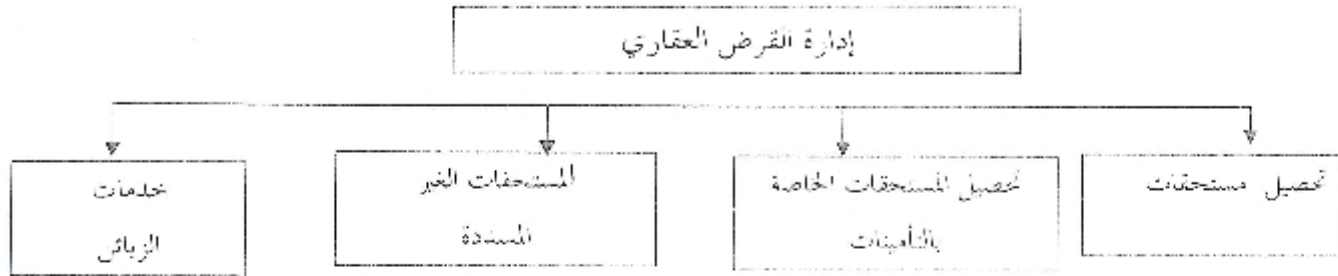 إدارة القرض العقاري
تحصيل مستحقات
تحصيل المستحقات الخاصة
بالتأمينات
المستحقات الغير
المسددة
خدمات
الزبائن